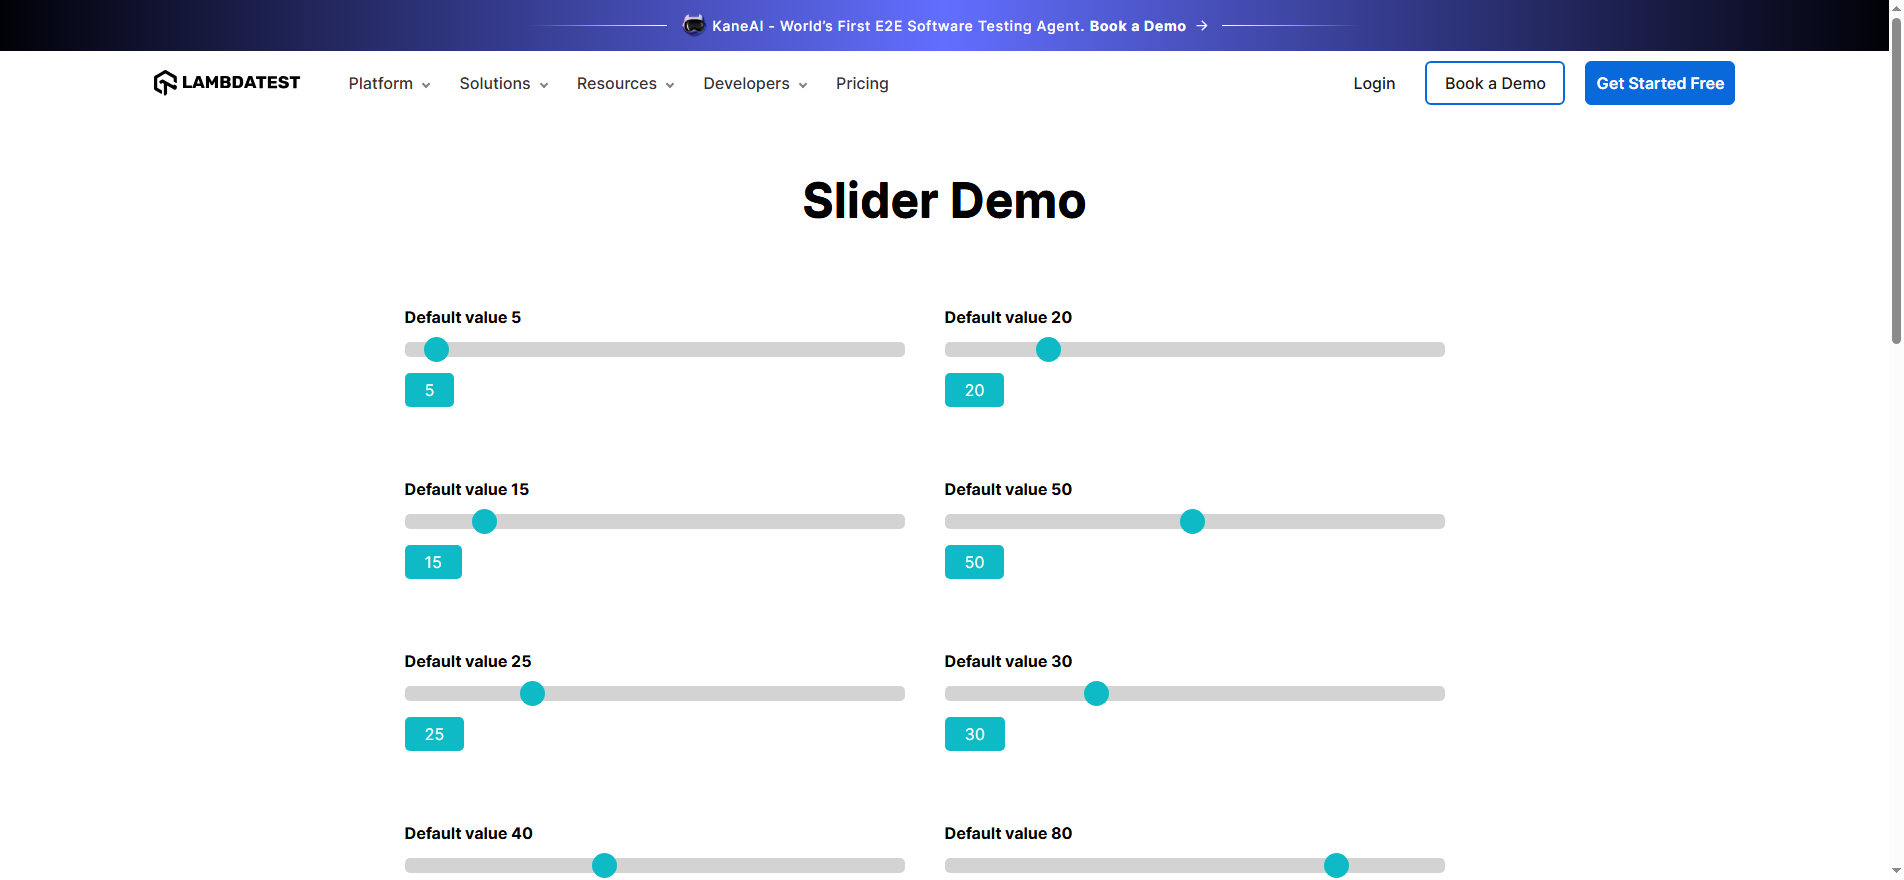 KaneAI - World's First E2E Software Testing Agent. Book a Demo →
LAMBDATEST Platform Solutions Resources Developers Pricing Login Book a Demo Get Started Free
Slider Demo
Default value 5 Default value 20
5 20
Default value 15 Default value 50
15 50
Default value 25 Default value 30
25 30
Default value 40 Default value 80